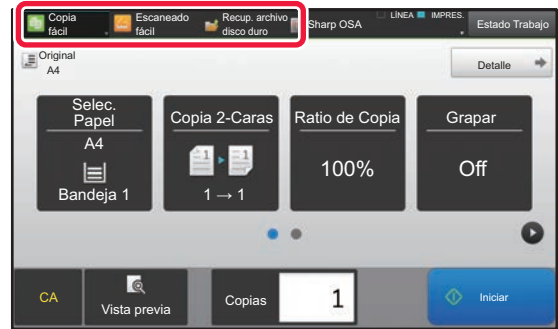 Copia fácil
Escaneado fácil
Recup. archivo disco duro
Sharp OSA
LÍNEA
IMPRES.
Estado Trabajo
Original
A4
Detalle
Selec. Papel
A4
Bandeja 1
Copia 2-Caras
1
1
1 → 1
Ratio de Copia
100%
Grapar
Off
CA
Vista previa
Copias
1
Iniciar